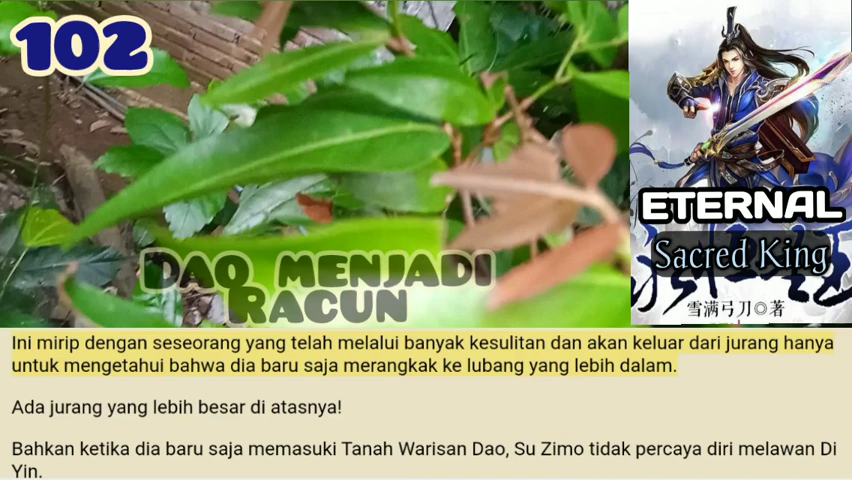 102
DAO MENJADI
RACUN
ETERNAL
Sacred King
雪满弓刀◎著
Ini mirip dengan seseorang yang telah melalui banyak kesulitan dan akan keluar dari jurang hanya
untuk mengetahui bahwa dia baru saja merangkak ke lubang yang lebih dalam.
Ada jurang yang lebih besar di atasnya!
Bahkan ketika dia baru saja memasuki Tanah Warisan Dao, Su Zimo tidak percaya diri melawan Di
Yin.